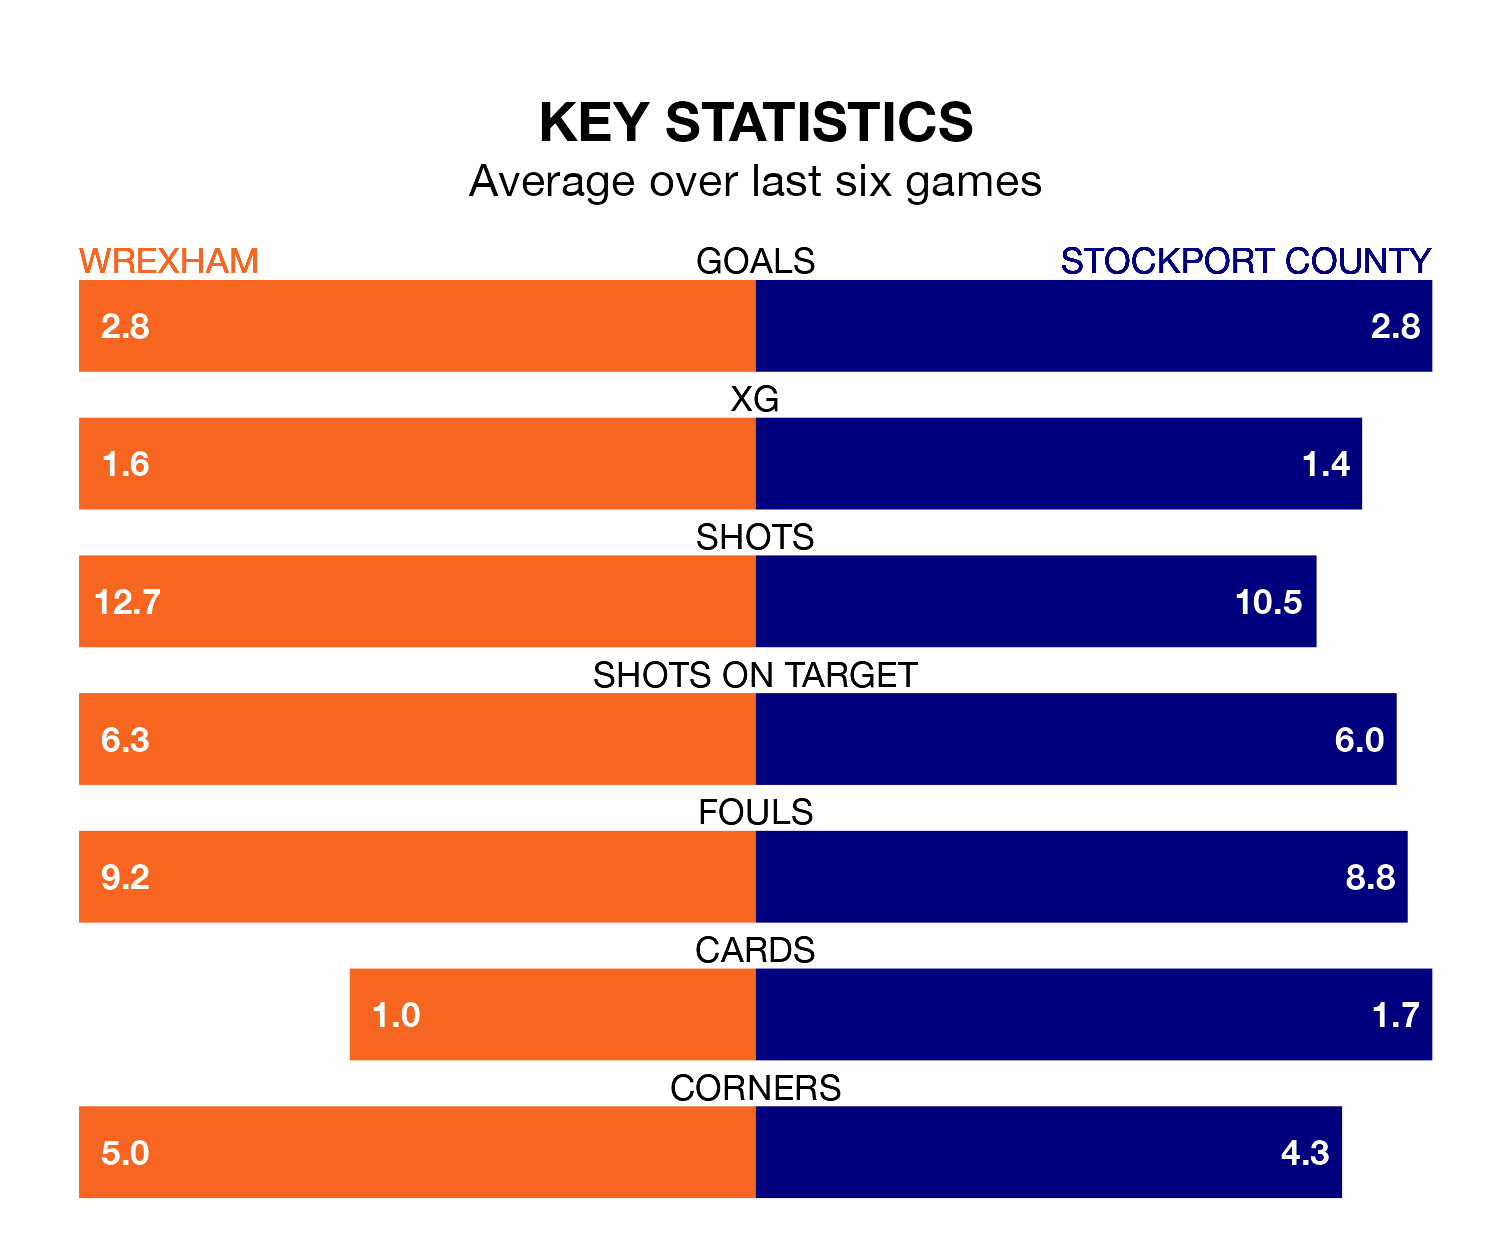 KEY STATISTICS
Average over last six games
WREXHAM GOALS STOCKPORT COUNTY
2.8 2.8
XG
1.6 1.4
SHOTS
12.7 10.5
SHOTS ON TARGET
6.3 6.0
FOULS
9.2 8.8
CARDS
1.0 1.7
CORNERS
5.0 4.3